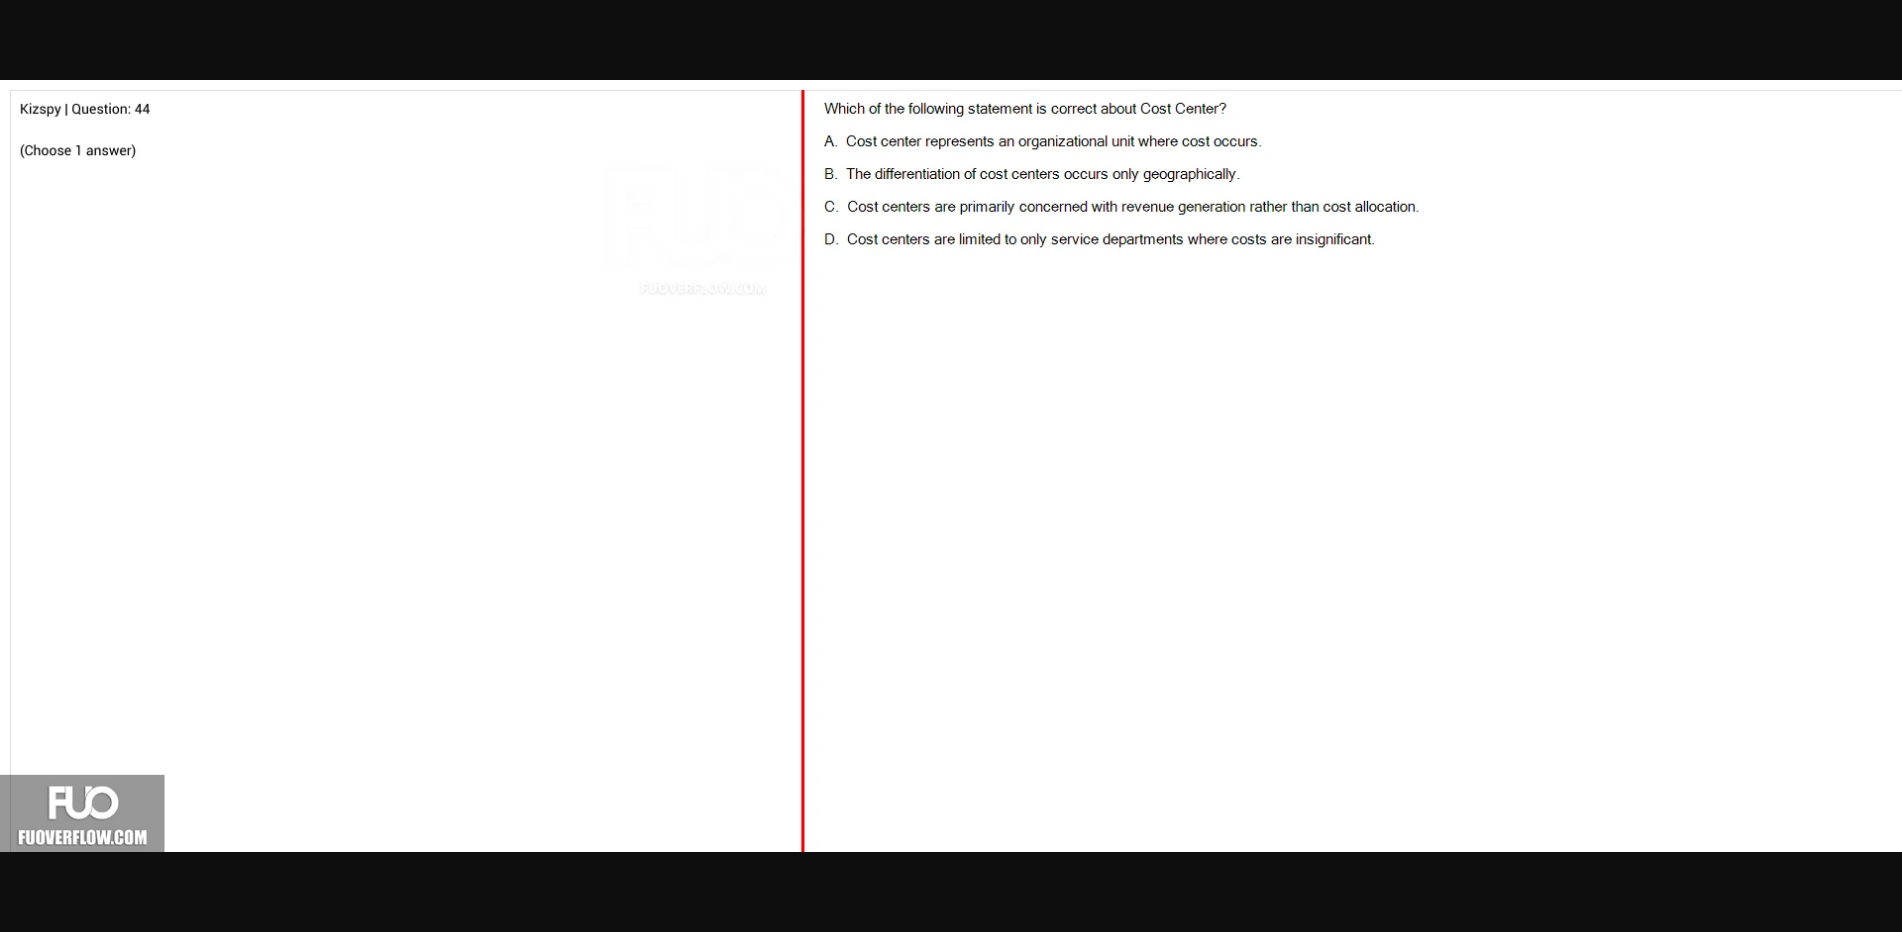 Kizspy | Question: 44
(Choose 1 answer)
Which of the following statement is correct about Cost Center?
A. Cost center represents an organizational unit where cost occurs.
B. The differentiation of cost centers occurs only geographically.
C. Cost centers are primarily concerned with revenue generation rather than cost allocation.
D. Cost centers are limited to only service departments where costs are insignificant.
FUO
FUOVERFLOW.COM
FUO
FUOVERFLOW.COM